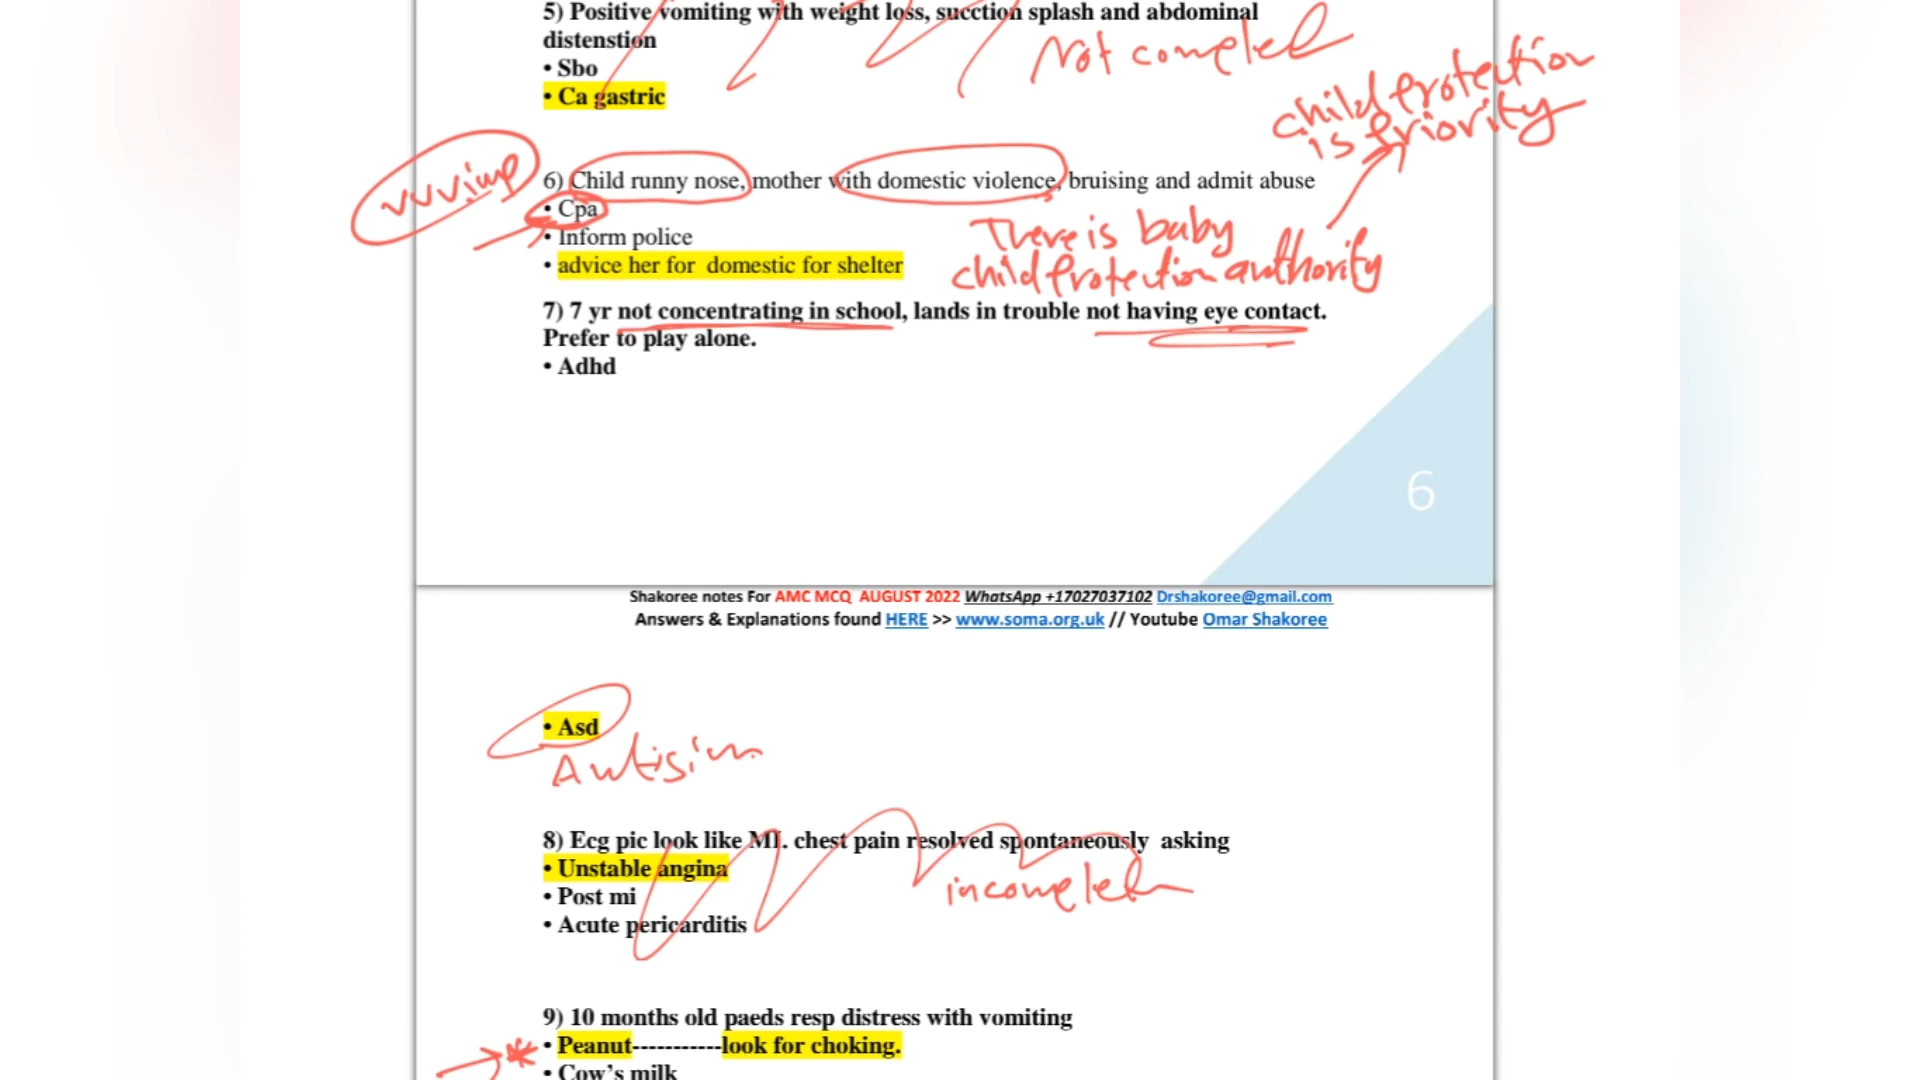 5) Positive vomiting with weight loss, sucction splash and abdominal
distenstion
Not compleled
• Sbo
• Ca gastric
child Protection
is Priority
vvvimp
6) Child runny nose, mother with domestic violence, bruising and admit abuse
• Cpa
• Inform police
There is baby
• advice her for domestic for shelter
child Protection authority
7) 7 yr not concentrating in school, lands in trouble not having eye contact.
Prefer to play alone.
• Adhd
6
Shakoree notes For AMC MCQ AUGUST 2022 WhatsApp +17027037102 Drshakoree@gmail.com
Answers & Explanations found HERE >> www.soma.org.uk // Youtube Omar Shakoree
• Asd
Autisim
8) Ecg pic look like MI. chest pain resolved spontaneously asking
• Unstable angina
incompleled
• Post mi
• Acute pericarditis
9) 10 months old paeds resp distress with vomiting
• Peanut-----------look for choking.
• Cow's milk